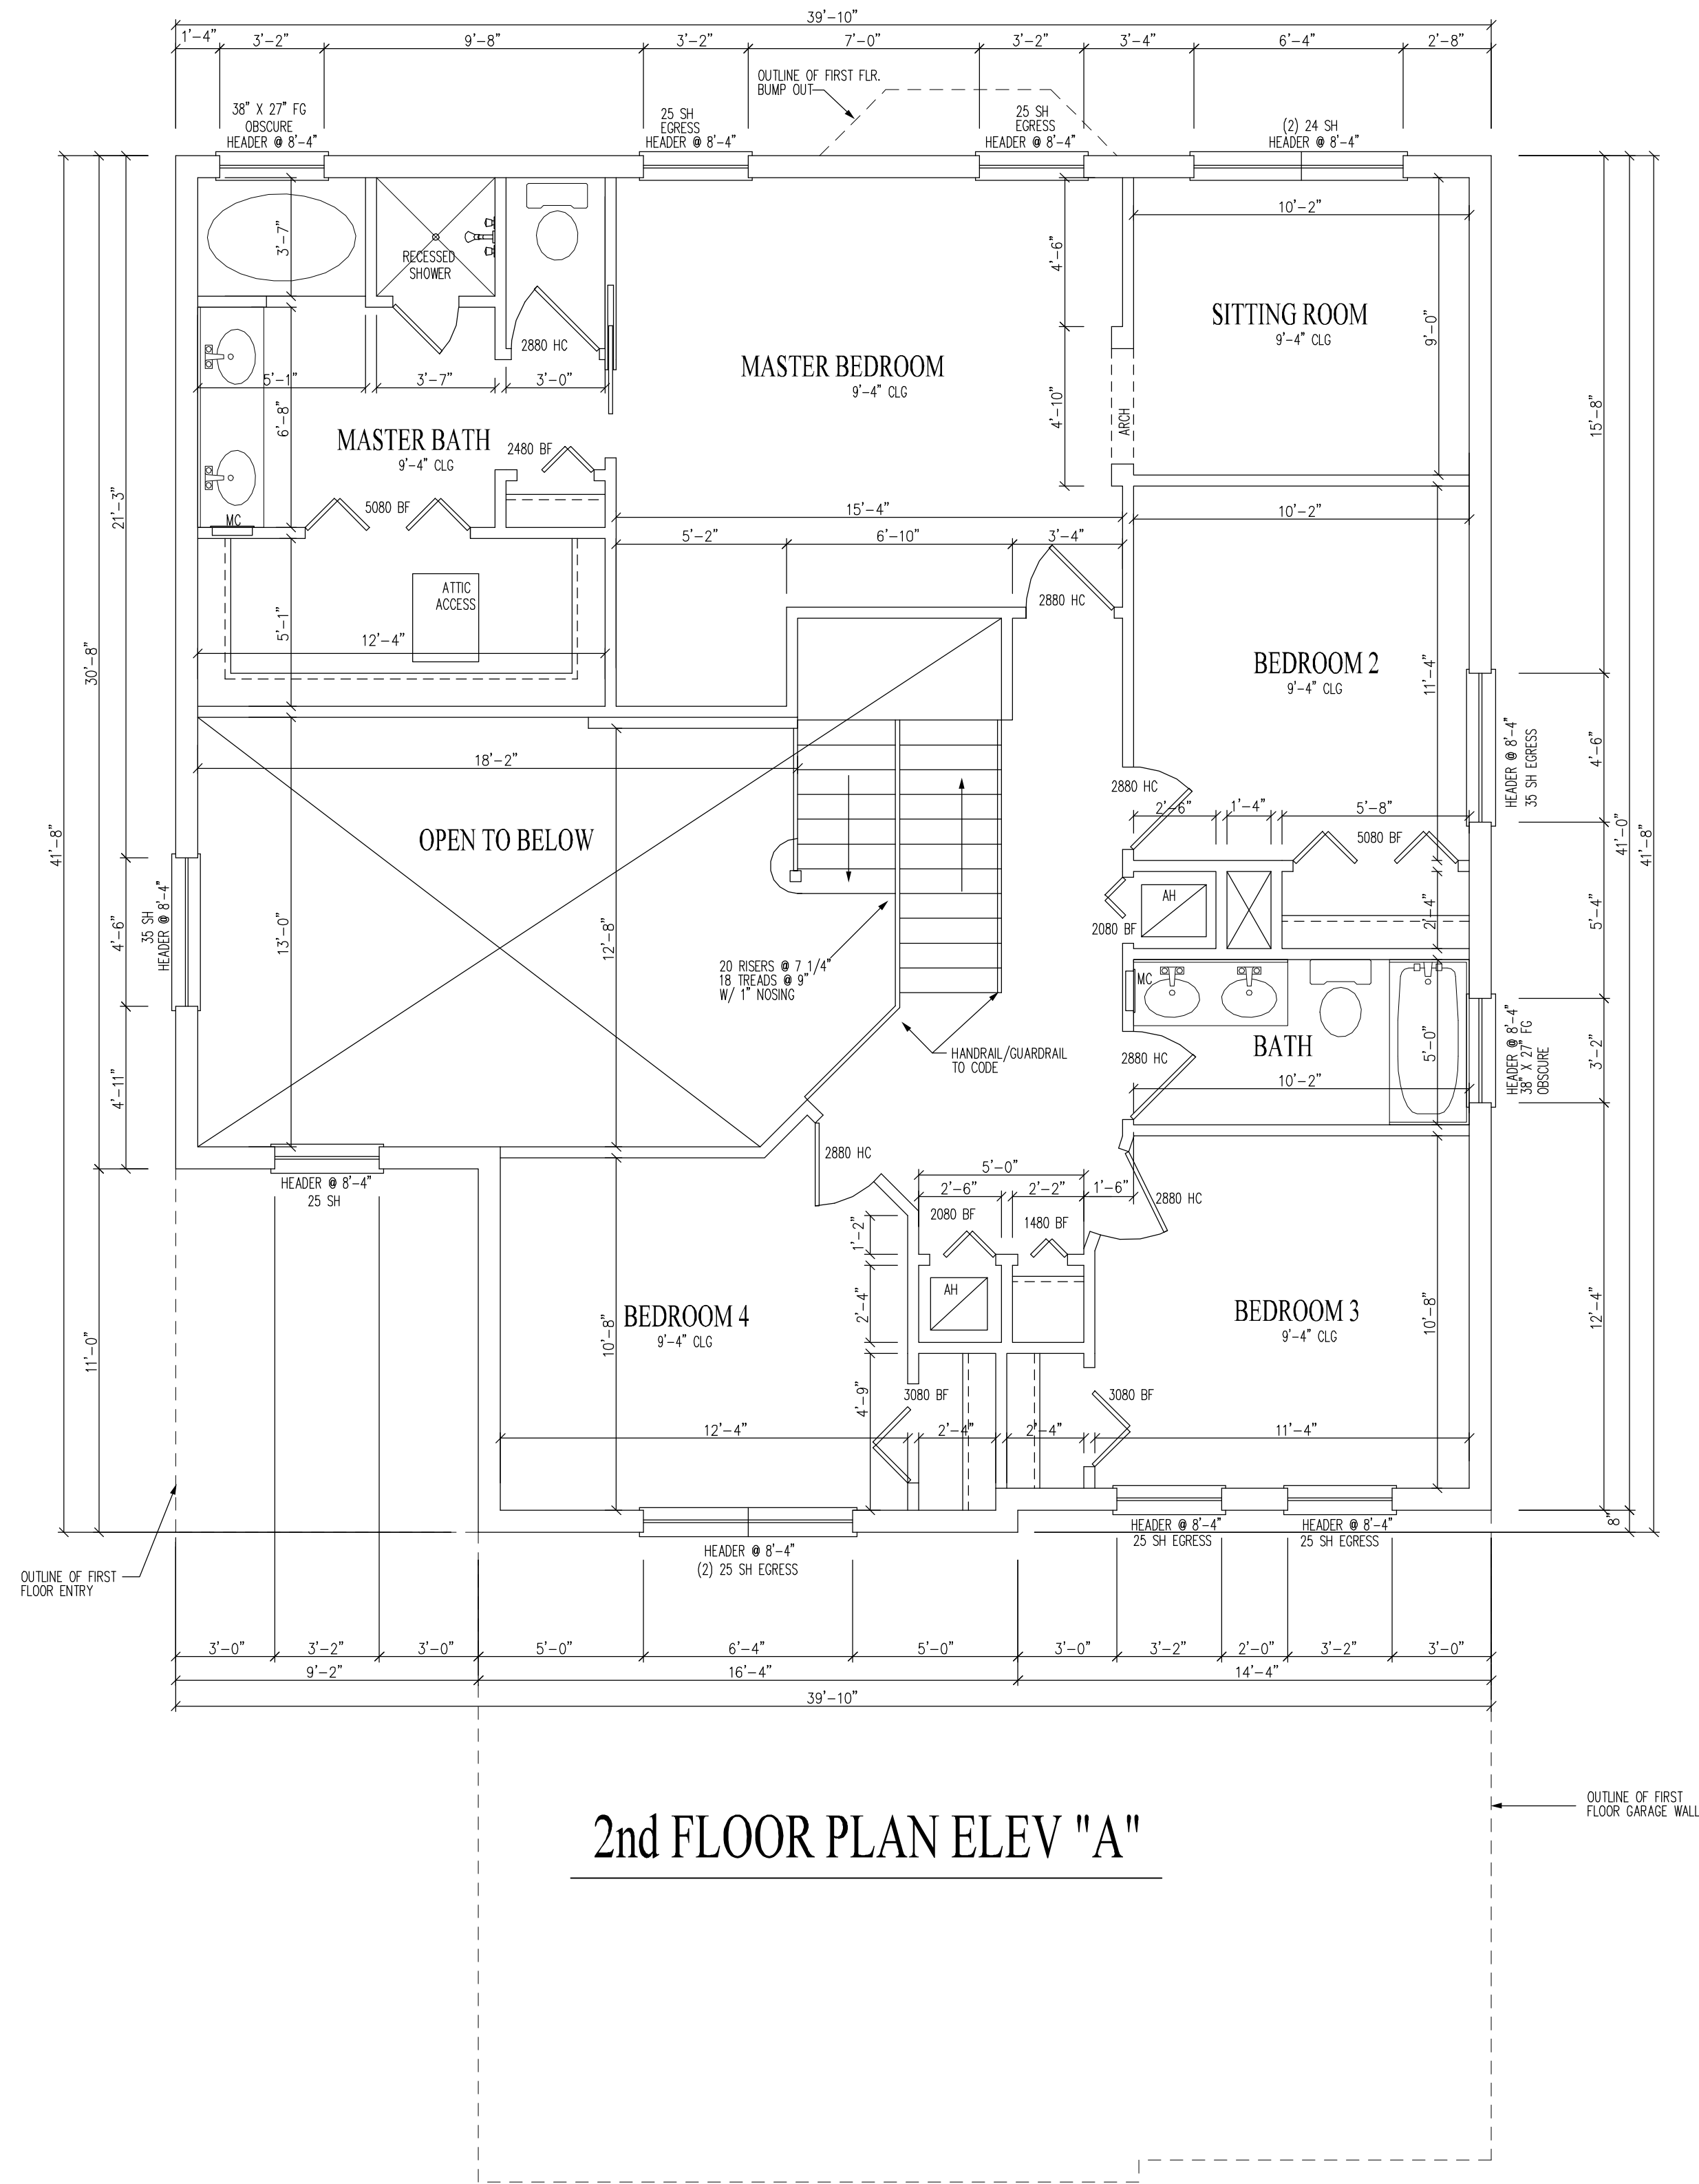 39'-10"
1'-4"
3'-2"
9'-8"
3'-2"
7'-0"
3'-2"
3'-4"
6'-4"
2'-8"
OUTLINE OF FIRST FLR.
BUMP OUT
38" X 27" FG
OBSCURE
HEADER @ 8'-4"
25 SH
EGRESS
HEADER @ 8'-4"
25 SH
EGRESS
HEADER @ 8'-4"
(2) 24 SH
HEADER @ 8'-4"
10'-2"
3'-7"
RECESSED
SHOWER
4'-6"
SITTING ROOM
9'-4" CLG
9'-0"
2880 HC
MASTER BEDROOM
9'-4" CLG
5'-1"
3'-7"
3'-0"
6'-8"
4'-10"
ARCH
15'-8"
MASTER BATH
9'-4" CLG
2480 BF
21'-3"
5080 BF
MC
15'-4"
10'-2"
5'-2"
6'-10"
3'-4"
ATTIC
ACCESS
2880 HC
5'-1"
12'-4"
30'-8"
BEDROOM 2
9'-4" CLG
11'-4"
18'-2"
HEADER @ 8'-4"
35 SH EGRESS
4'-6"
2880 HC
2'-6"
1'-4"
5'-8"
41'-8"
41'-0"
41'-8"
OPEN TO BELOW
5080 BF
AH
35 SH
HEADER @ 8'-4"
4'-6"
13'-0"
12'-8"
2080 BF
2'-4"
5'-4"
20 RISERS @ 7 1/4"
18 TREADS @ 9"
W/ 1" NOSING
MC
HANDRAIL/GUARDRAIL
TO CODE
2880 HC
BATH
5'-0"
10'-2"
HEADER @ 8'-4"
38" X 27" FG
OBSCURE
3'-2"
4'-11"
2880 HC
HEADER @ 8'-4"
25 SH
5'-0"
2'-6"
2'-2"
1'-6"
2880 HC
2080 BF
1480 BF
1'-2"
AH
2'-4"
BEDROOM 4
9'-4" CLG
10'-8"
BEDROOM 3
9'-4" CLG
10'-8"
12'-4"
11'-0"
4'-9"
3080 BF
3080 BF
12'-4"
2'-4"
2'-4"
11'-4"
8"
HEADER @ 8'-4"
25 SH EGRESS
HEADER @ 8'-4"
25 SH EGRESS
HEADER @ 8'-4"
(2) 25 SH EGRESS
OUTLINE OF FIRST
FLOOR ENTRY
3'-0"
3'-2"
3'-0"
5'-0"
6'-4"
5'-0"
3'-0"
3'-2"
2'-0"
3'-2"
3'-0"
9'-2"
16'-4"
14'-4"
39'-10"
OUTLINE OF FIRST
FLOOR GARAGE WALL
2nd FLOOR PLAN ELEV "A"